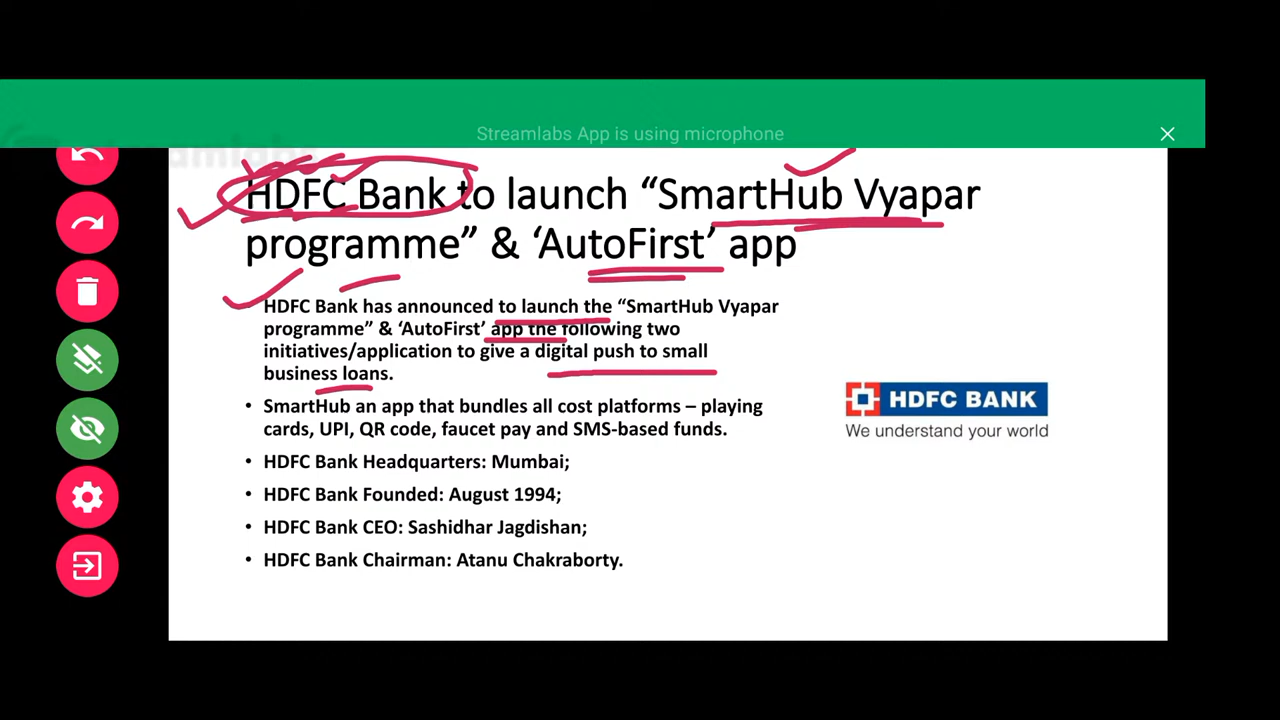 Streamlabs App is using microphone
HDFC Bank to launch “SmartHub Vyapar
programme” & ‘AutoFirst’ app
HDFC Bank has announced to launch the “SmartHub Vyapar
programme” & ‘AutoFirst’ app the following two
initiatives/application to give a digital push to small
business loans.
• SmartHub an app that bundles all cost platforms – playing
cards, UPI, QR code, faucet pay and SMS-based funds.
• HDFC Bank Headquarters: Mumbai;
• HDFC Bank Founded: August 1994;
• HDFC Bank CEO: Sashidhar Jagdishan;
• HDFC Bank Chairman: Atanu Chakraborty.
HDFC BANK
We understand your world